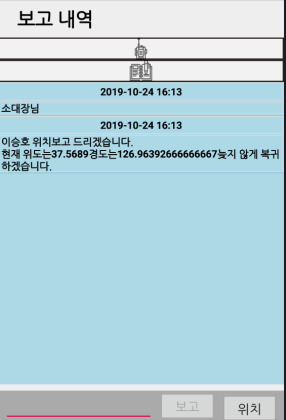 보고 내역
2019-10-24 16:13
소대장님
2019-10-24 16:13
이승호 위치보고 드리겠습니다.
현재 위도는37.5689경도는126.96392666666667늦지 않게 복귀
하겠습니다.
보고
위치